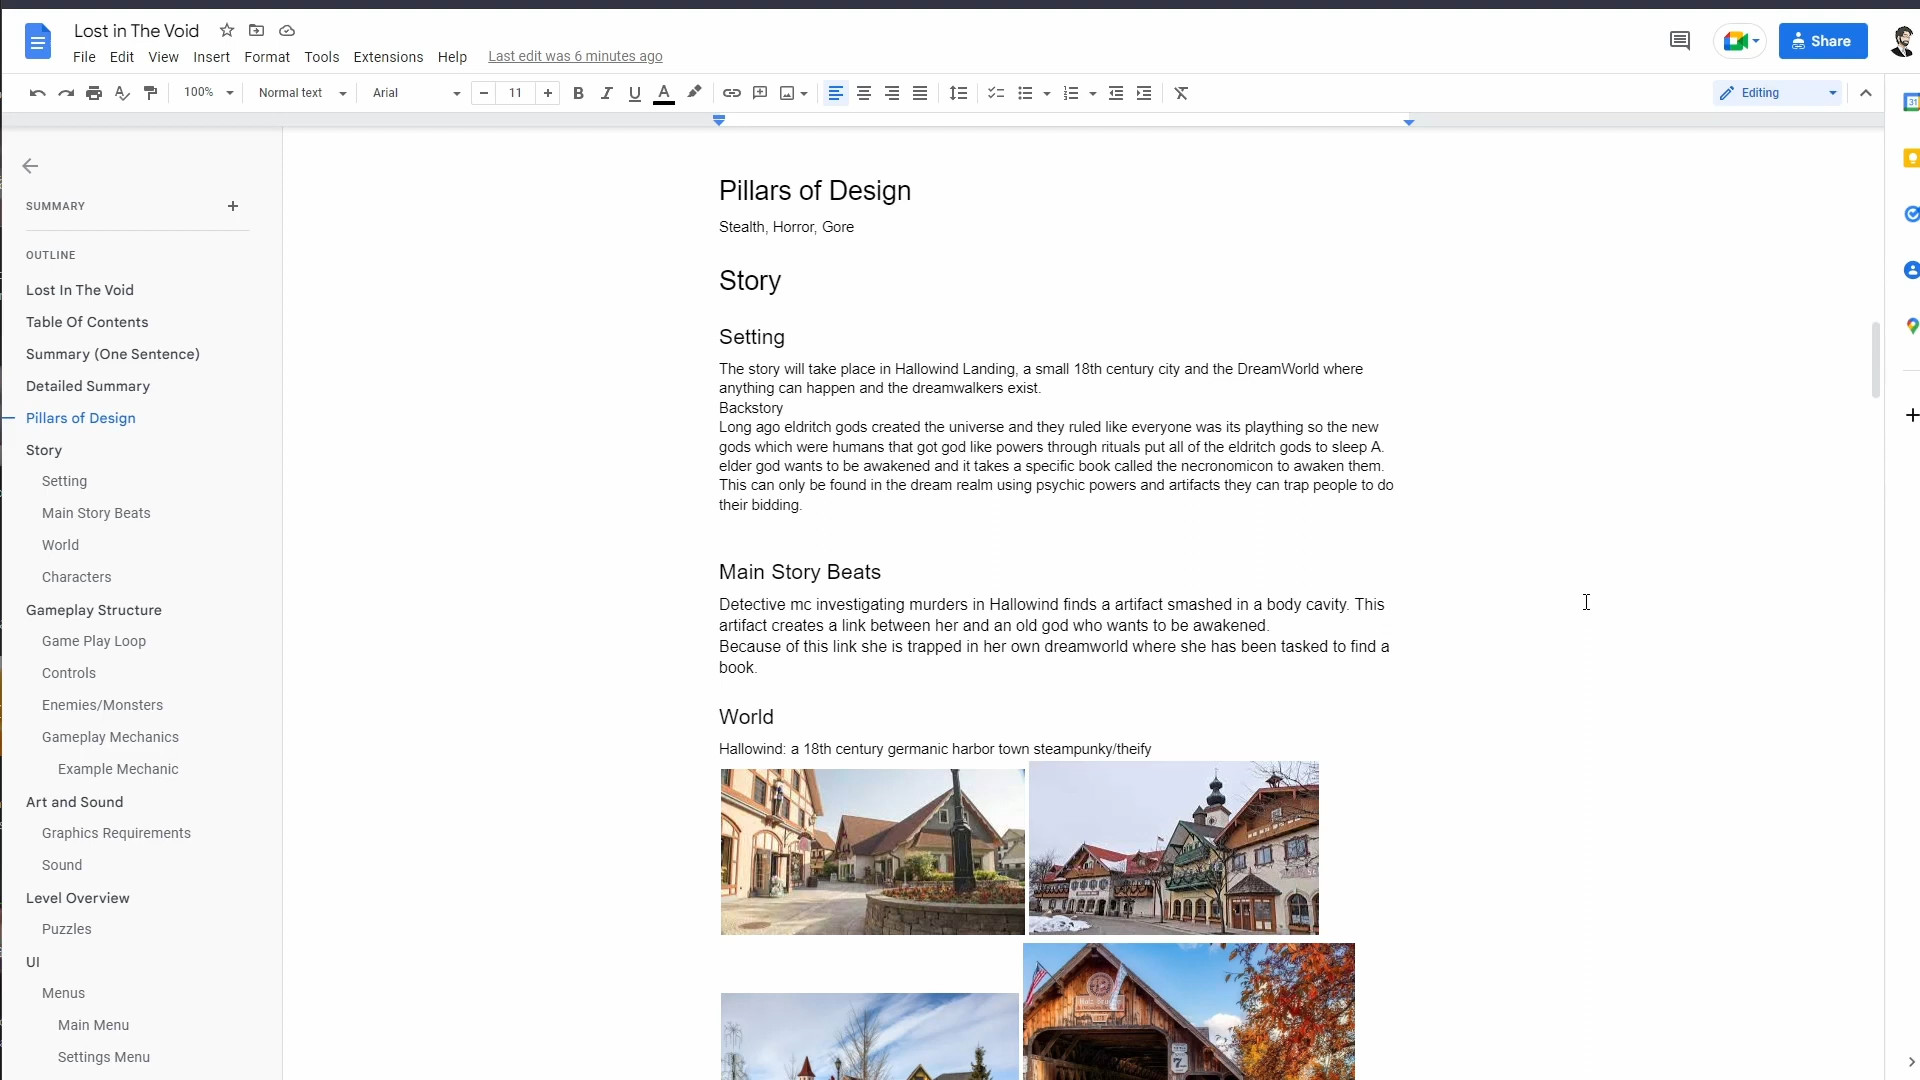 Lost in The Void
File Edit View Insert Format Tools Extensions Help Last edit was 6 minutes ago
Share
100% Normal text Arial 11 Editing
31
SUMMARY
OUTLINE
Lost In The Void
Table Of Contents
Summary (One Sentence)
Detailed Summary
Pillars of Design
Story
Setting
Main Story Beats
World
Characters
Gameplay Structure
Game Play Loop
Controls
Enemies/Monsters
Gameplay Mechanics
Example Mechanic
Art and Sound
Graphics Requirements
Sound
Level Overview
Puzzles
UI
Menus
Main Menu
Settings Menu
Pillars of Design
Stealth, Horror, Gore
Story
Setting
The story will take place in Hallowind Landing, a small 18th century city and the DreamWorld where
anything can happen and the dreamwalkers exist.
Backstory
Long ago eldritch gods created the universe and they ruled like everyone was its plaything so the new
gods which were humans that got god like powers through rituals put all of the eldritch gods to sleep A.
elder god wants to be awakened and it takes a specific book called the necronomicon to awaken them.
This can only be found in the dream realm using psychic powers and artifacts they can trap people to do
their bidding.
Main Story Beats
Detective mc investigating murders in Hallowind finds a artifact smashed in a body cavity. This
artifact creates a link between her and an old god who wants to be awakened.
Because of this link she is trapped in her own dreamworld where she has been tasked to find a
book.
World
Hallowind: a 18th century germanic harbor town steampunky/theify